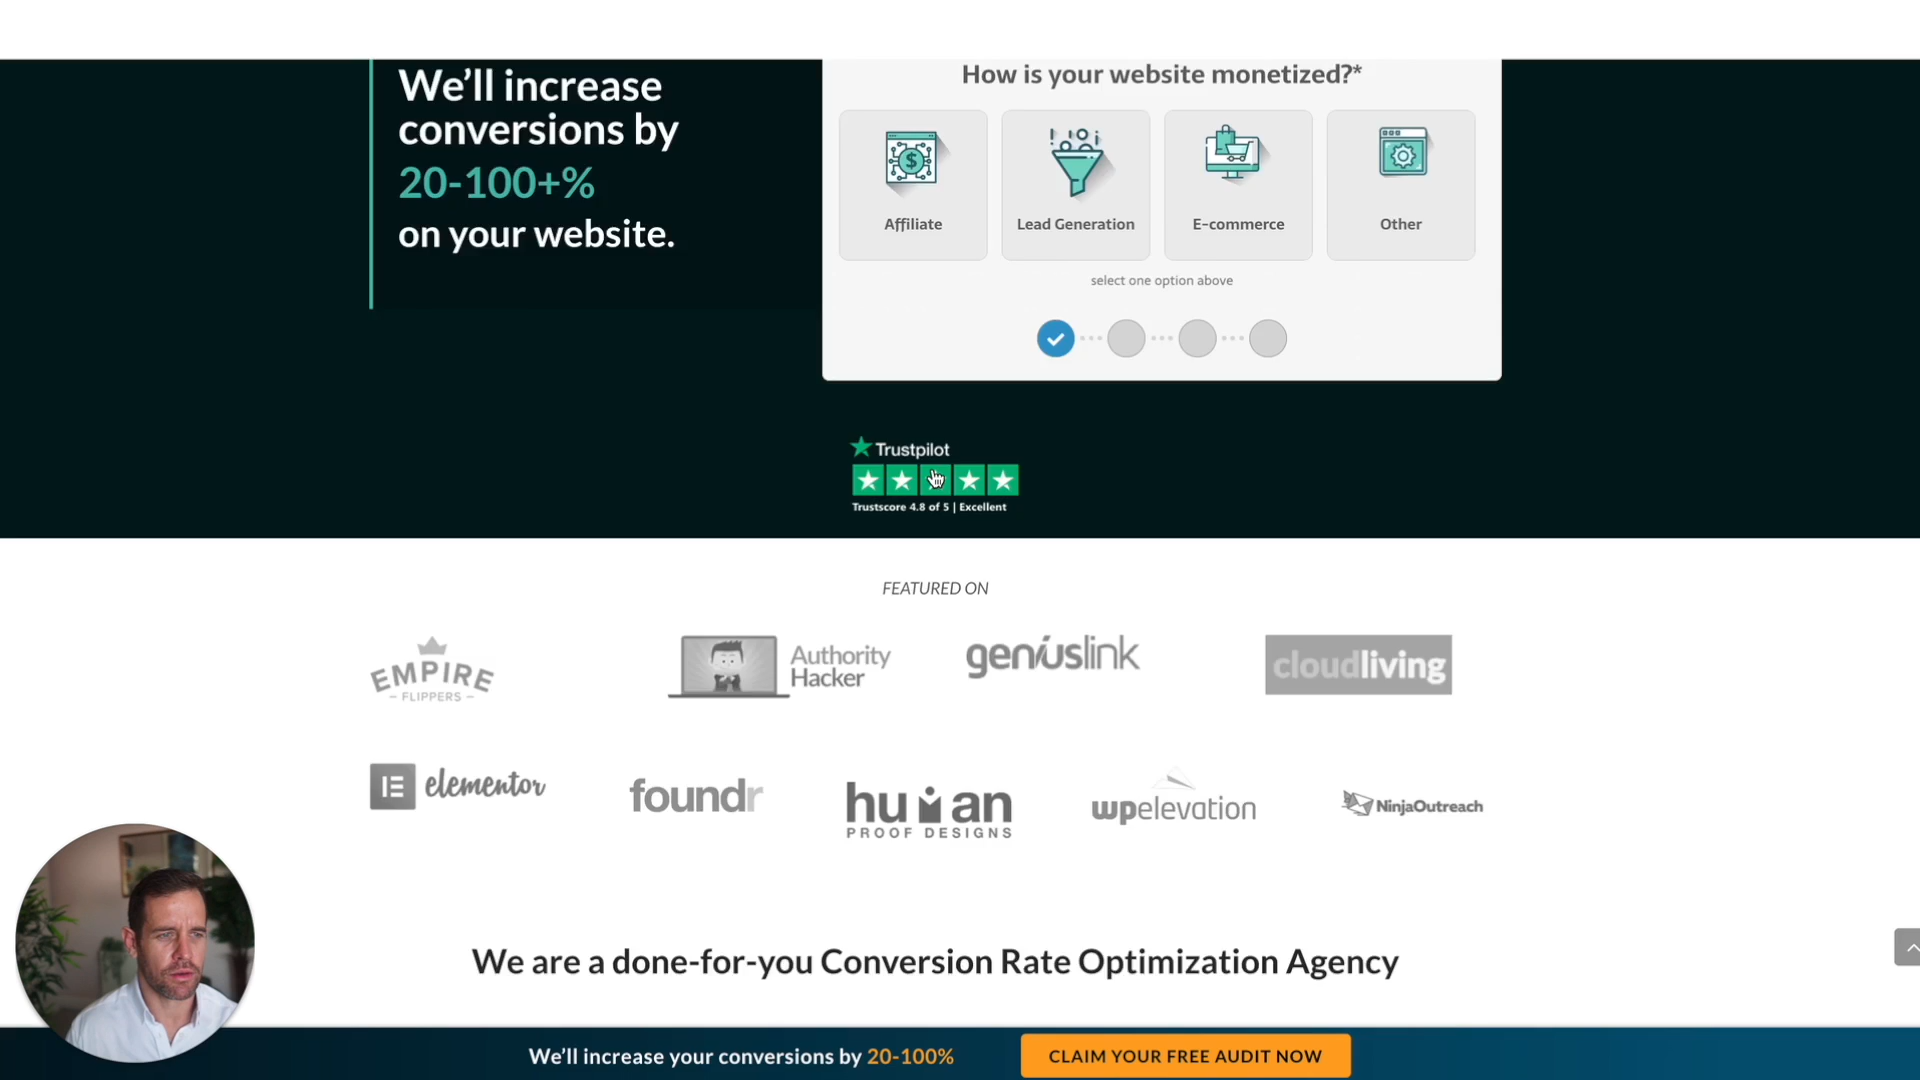 We'll increase
conversions by
20-100+%
on your website.
How is your website monetized?*
Affiliate
Lead Generation
E-commerce
Other
select one option above
Trustpilot
Trustscore 4.8 of 5 | Excellent
FEATURED ON
EMPIRE
– FLIPPERS –
Authority
Hacker
geniuslink
cloudliving
elementor
foundr
human
PROOF DESIGNS
wpelevation
NinjaOutreach
We are a done-for-you Conversion Rate Optimization Agency
We'll increase your conversions by 20-100%
CLAIM YOUR FREE AUDIT NOW